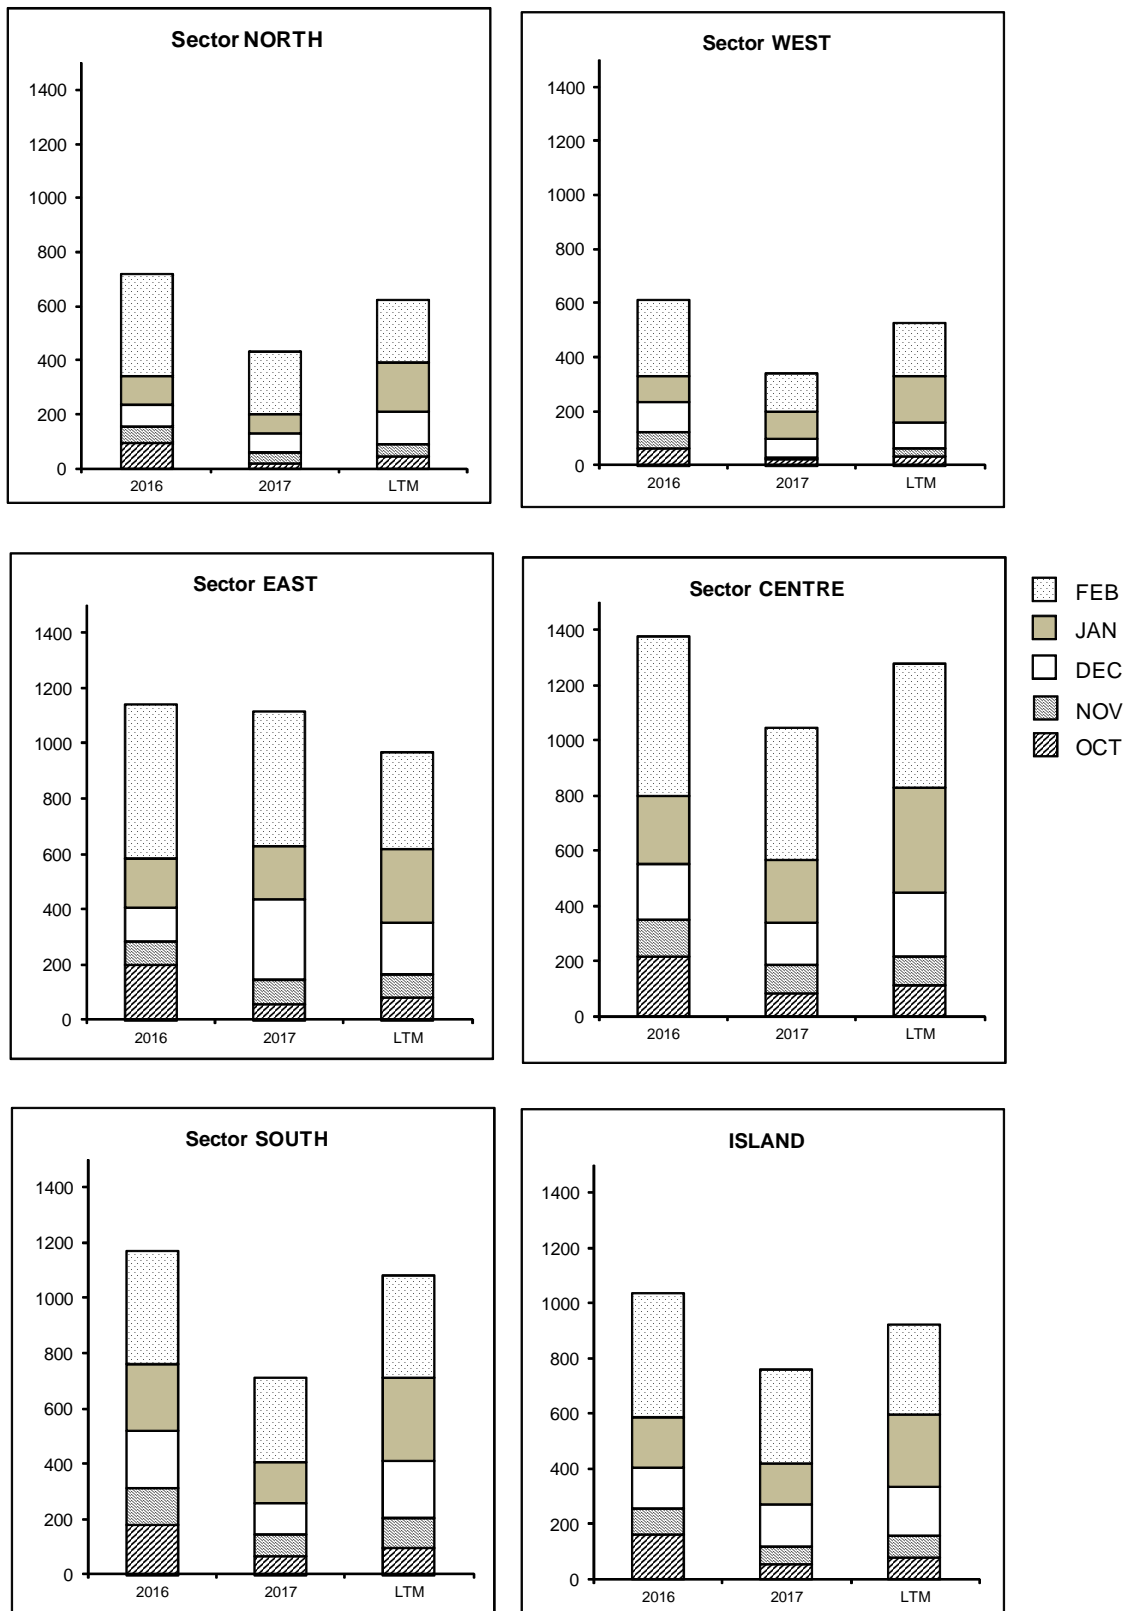 Sector NORTH
1400
1200
1000
800
600
400
200
0
2016 2017 LTM
Sector WEST
1400
1200
1000
800
600
400
200
0
2016 2017 LTM
Sector EAST
1400
1200
1000
800
600
400
200
0
2016 2017 LTM
Sector CENTRE
1400
1200
1000
800
600
400
200
0
2016 2017 LTM
FEB
JAN
DEC
NOV
OCT
Sector SOUTH
1400
1200
1000
800
600
400
200
0
2016 2017 LTM
ISLAND
1400
1200
1000
800
600
400
200
0
2016 2017 LTM